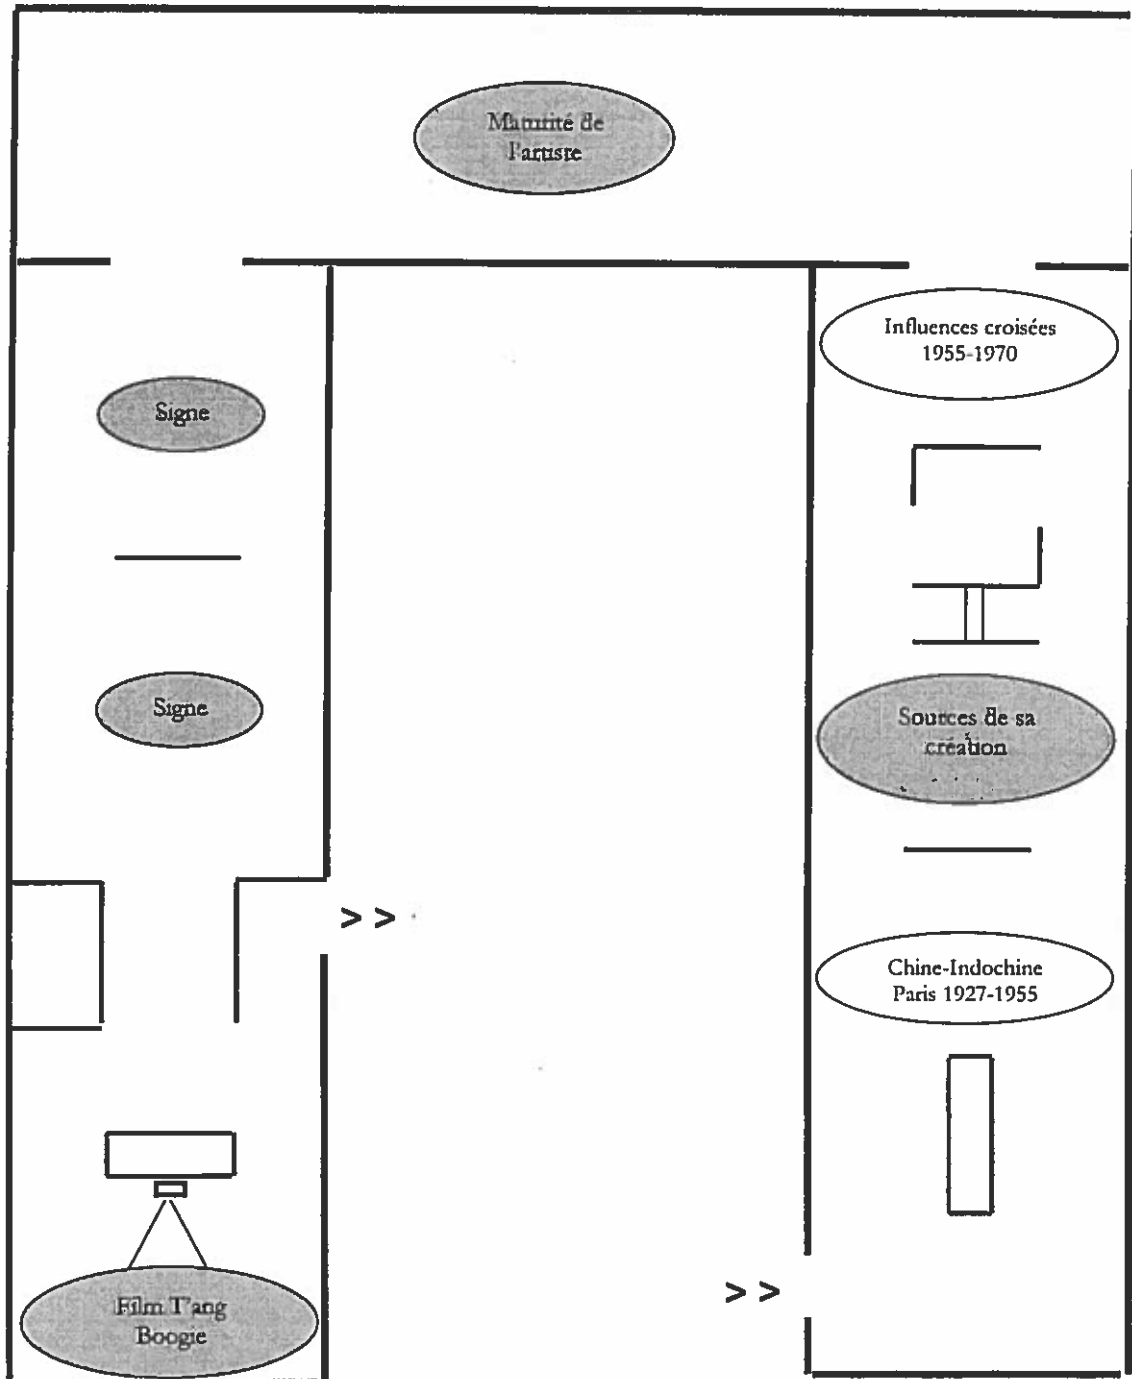 Maturité de
l'artiste
Influences croisées
1955-1970
Signe
Signe
Sources de sa
création
>>
Chine-Indochine
Paris 1927-1955
>>
Film T'ang
Boogie